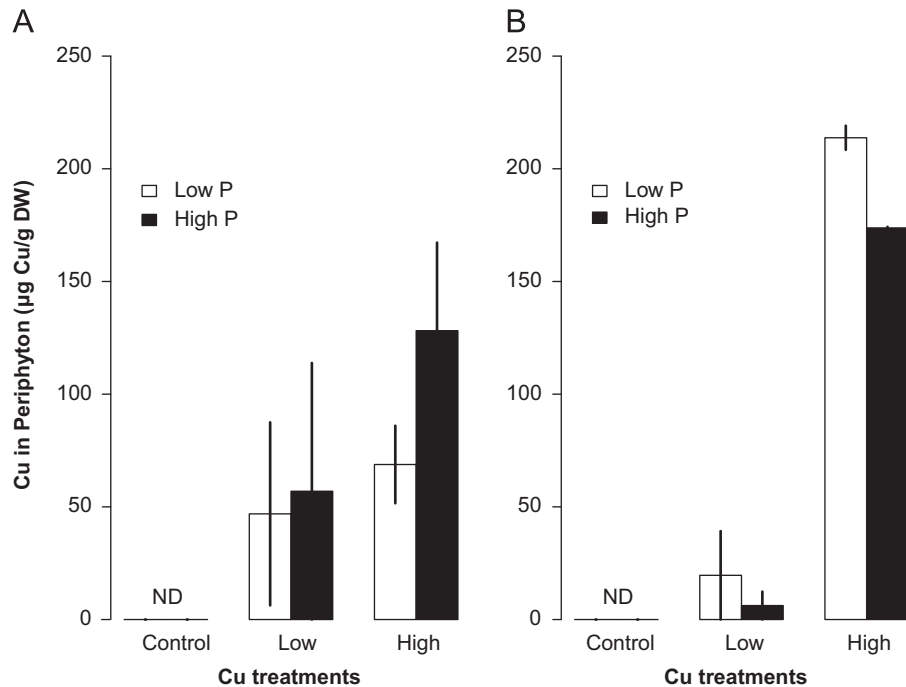 A
Cu in Periphyton (µg Cu/g DW)
250
200
150
100
50
0
Low P
High P
ND
Control Low High
Cu treatments
B
250
200
150
100
50
0
Low P
High P
ND
Control Low High
Cu treatments